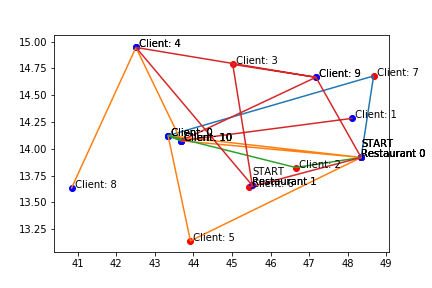 15.00
14.75
14.50
14.25
14.00
13.75
13.50
13.25
41
42
43
44
45
46
47
48
49
Client: 4
Client: 3
Client: 9
Client: 7
Client: 1
Client: 0
Client: 10
START
Restaurant 0
Client: 2
START
Restaurant 1
Client: 6
Client: 8
Client: 5